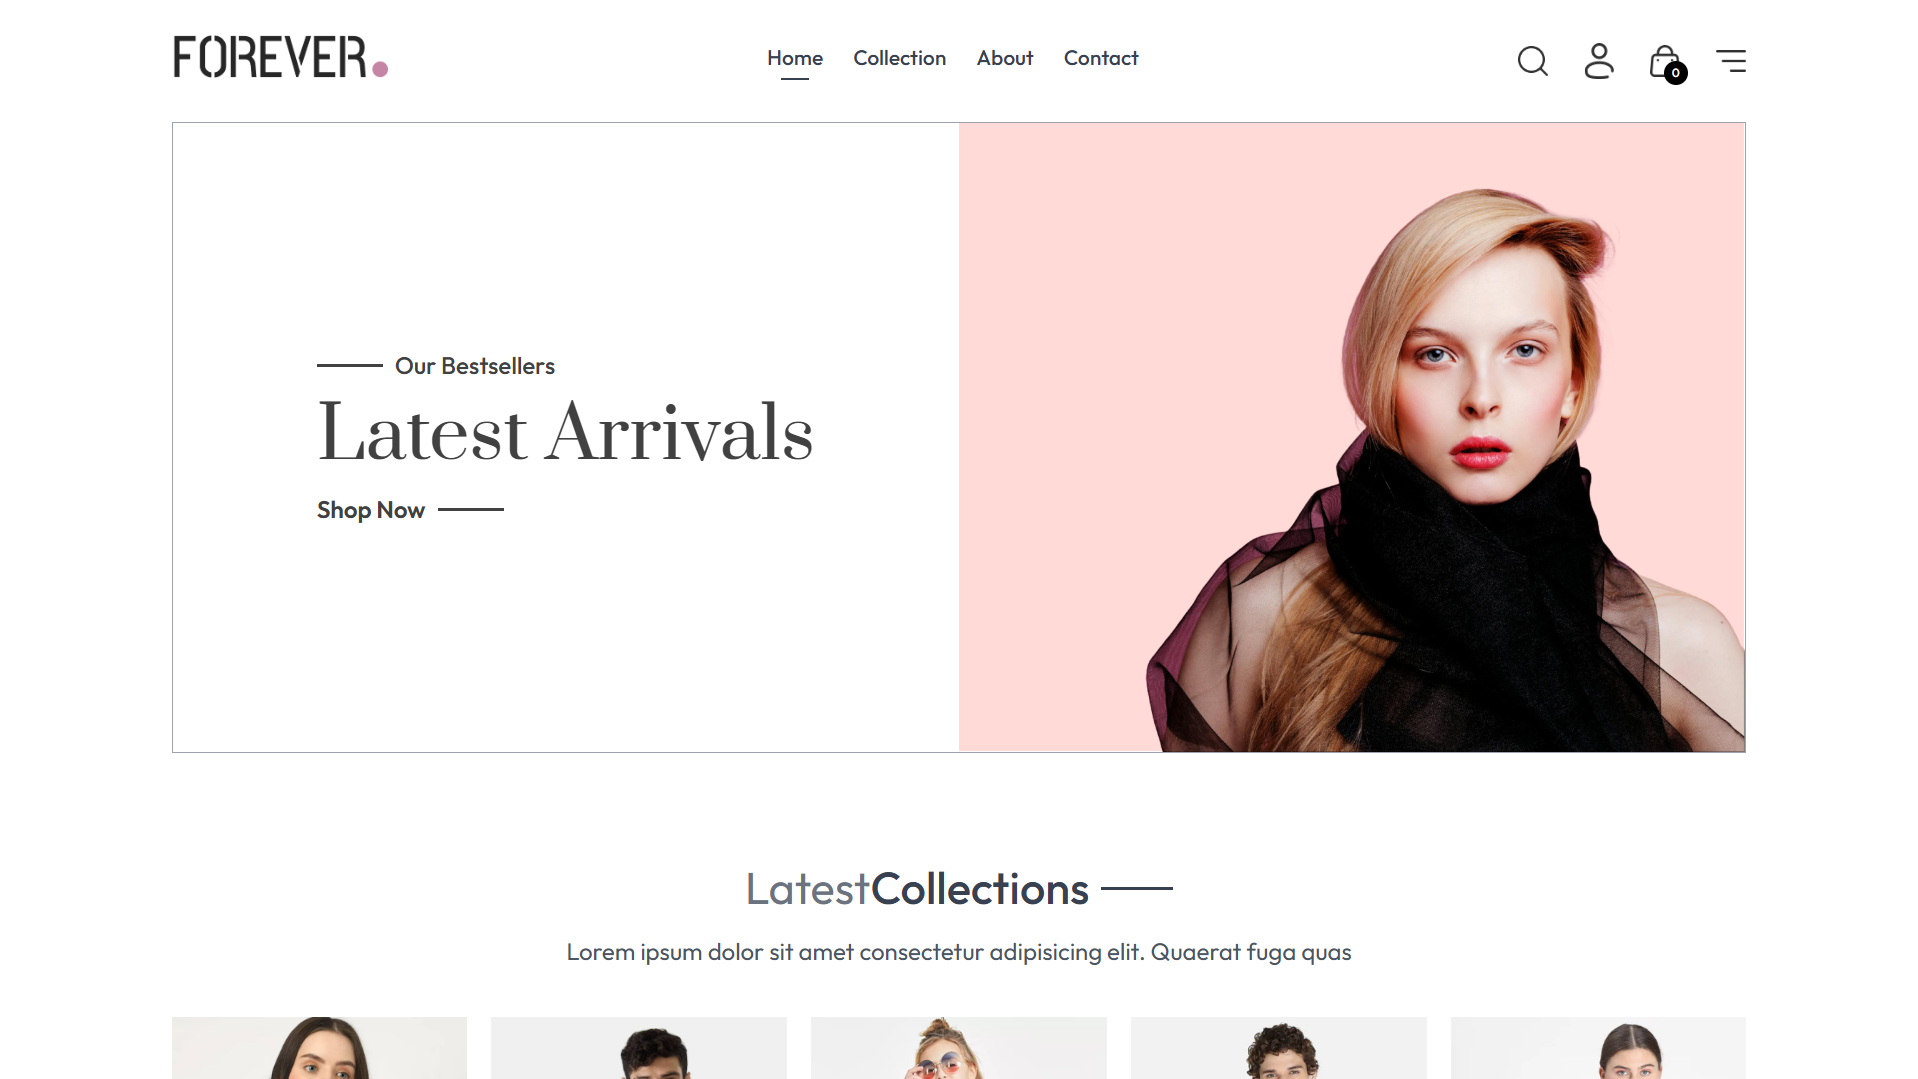 FOREVER.
Home Collection About Contact
0
Our Bestsellers
Latest Arrivals
Shop Now
LatestCollections
Lorem ipsum dolor sit amet consectetur adipisicing elit. Quaerat fuga quas